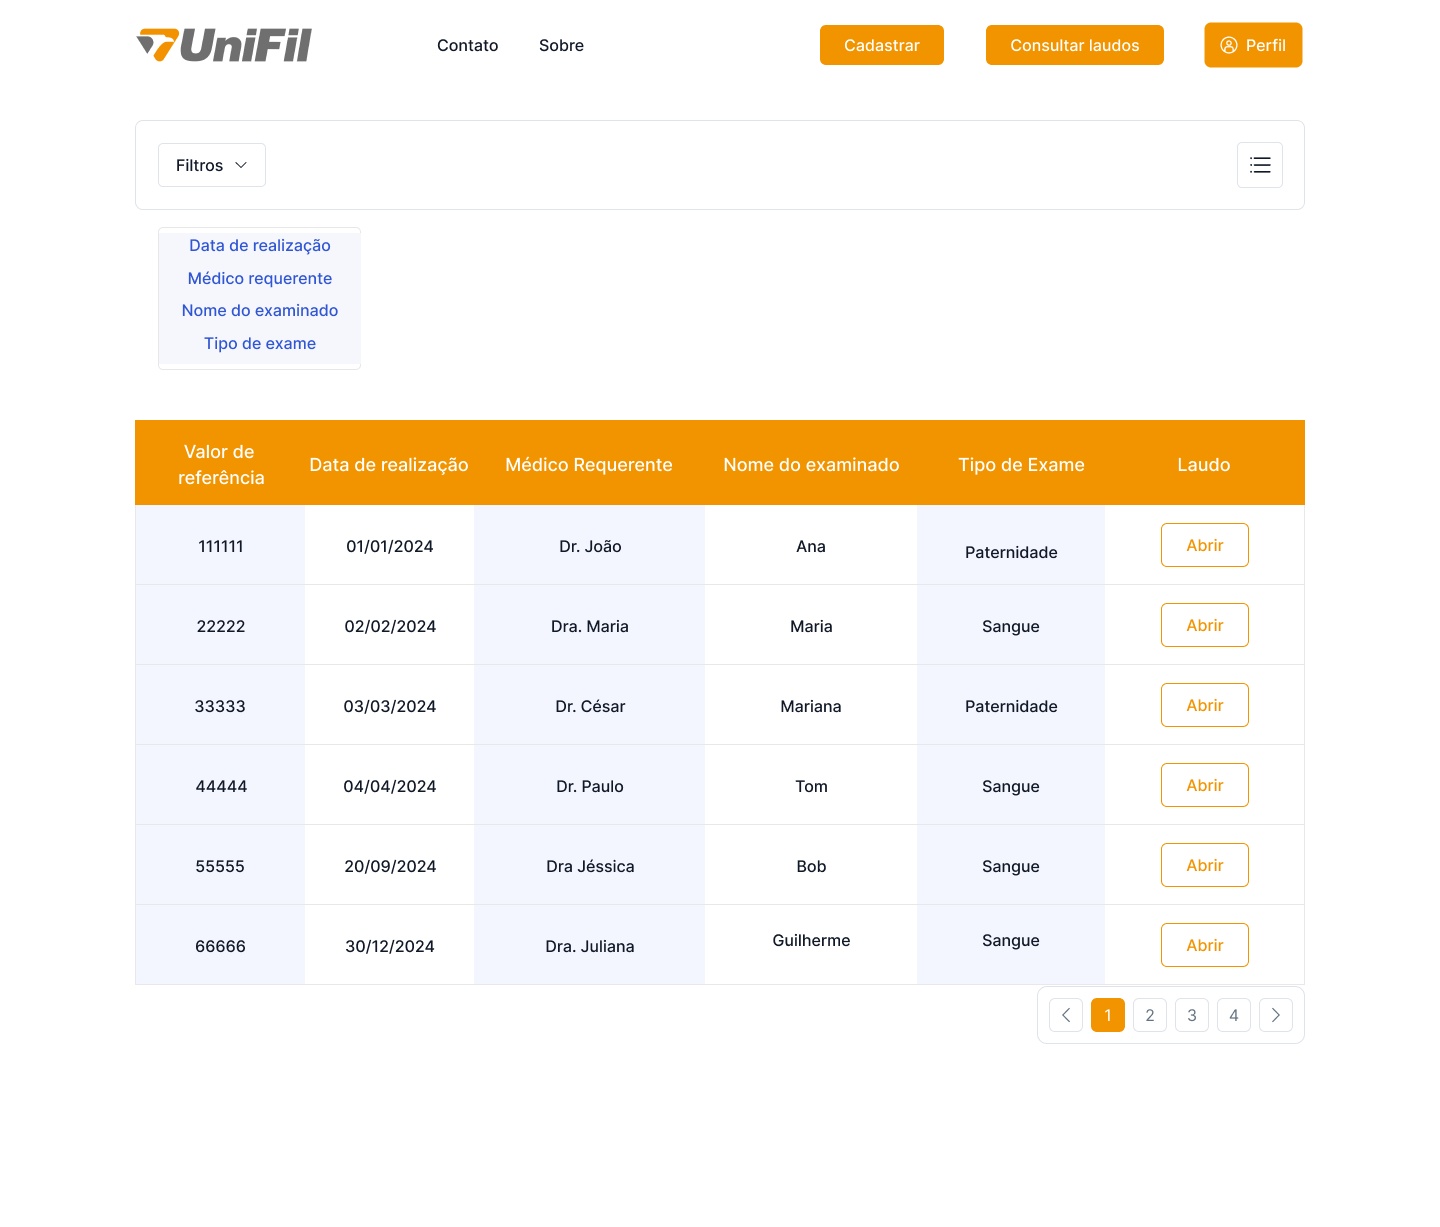 UniFil
Contato
Sobre
Cadastrar
Consultar laudos
Perfil
Filtros
Data de realização
Médico requerente
Nome do examinado
Tipo de exame
Valor de
referência
Data de realização
Médico Requerente
Nome do examinado
Tipo de Exame
Laudo
111111
01/01/2024
Dr. João
Ana
Paternidade
Abrir
22222
02/02/2024
Dra. Maria
Maria
Sangue
Abrir
33333
03/03/2024
Dr. César
Mariana
Paternidade
Abrir
44444
04/04/2024
Dr. Paulo
Tom
Sangue
Abrir
55555
20/09/2024
Dra Jéssica
Bob
Sangue
Abrir
66666
30/12/2024
Dra. Juliana
Guilherme
Sangue
Abrir
1
2
3
4